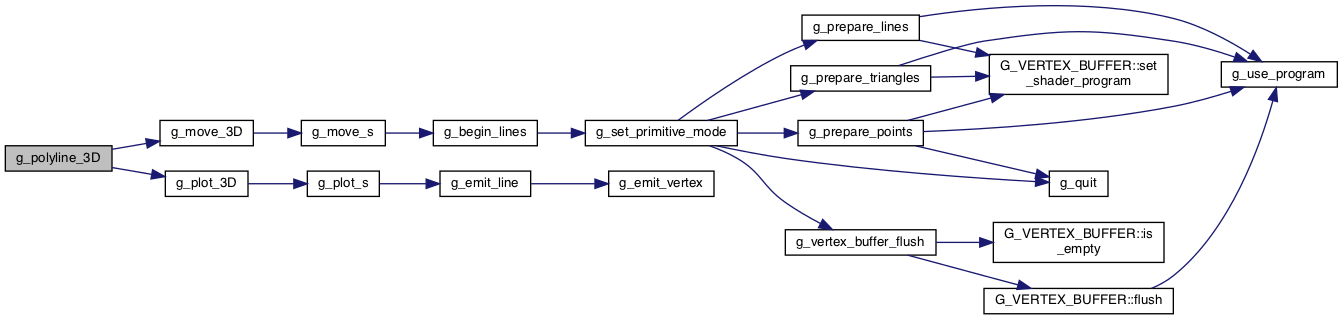 g_polyline_3D
g_move_3D
g_plot_3D
g_move_s
g_plot_s
g_begin_lines
g_emit_line
g_set_primitive_mode
g_emit_vertex
g_prepare_lines
g_prepare_triangles
g_prepare_points
g_vertex_buffer_flush
G_VERTEX_BUFFER::set
_shader_program
g_quit
G_VERTEX_BUFFER::is
_empty
G_VERTEX_BUFFER::flush
g_use_program